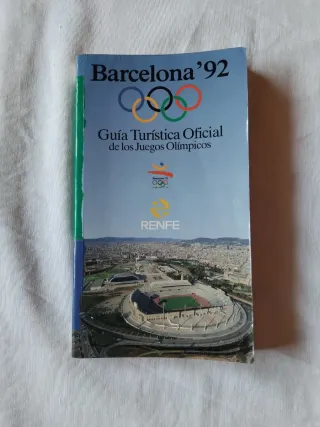 Barcelona '92
Guía Turística Oficial
de los Juegos Olímpicos
RENFE